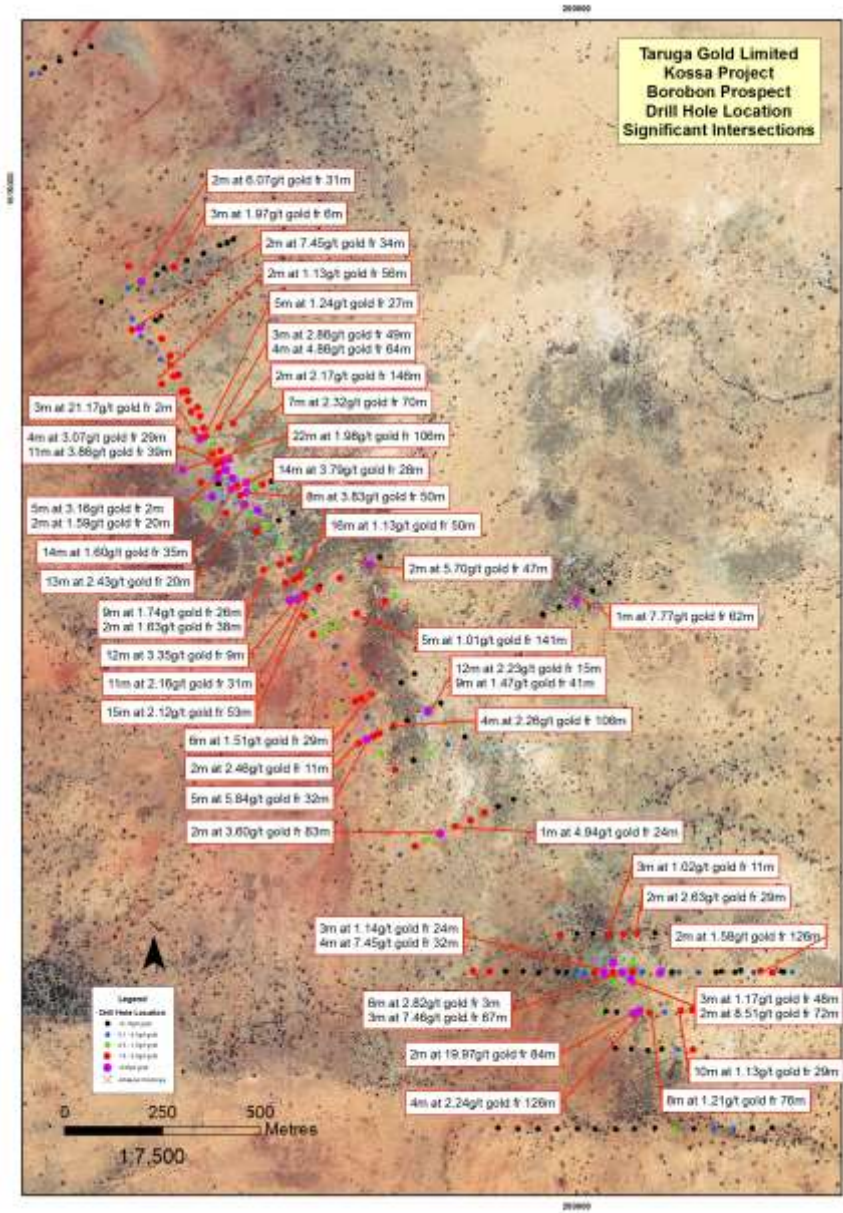 Taruga Gold Limited
Kossa Project
Borobon Prospect
Drill Hole Location
Significant Intersections
2m at 6.07g/t gold fr 31m
3m at 1.97g/t gold fr 6m
2m at 7.45g/t gold fr 34m
2m at 1.13g/t gold fr 56m
5m at 1.24g/t gold fr 27m
3m at 2.86g/t gold fr 49m
4m at 4.86g/t gold fr 64m
2m at 2.17g/t gold fr 146m
7m at 2.32g/t gold fr 70m
3m at 21.17g/t gold fr 2m
4m at 3.07g/t gold fr 29m
11m at 3.86g/t gold fr 39m
22m at 1.98g/t gold fr 106m
14m at 3.79g/t gold fr 28m
8m at 3.83g/t gold fr 50m
5m at 3.16g/t gold fr 2m
2m at 1.59g/t gold fr 20m
16m at 1.13g/t gold fr 50m
14m at 1.60g/t gold fr 35m
13m at 2.43g/t gold fr 20m
2m at 5.70g/t gold fr 47m
1m at 7.77g/t gold fr 62m
9m at 1.74g/t gold fr 26m
2m at 1.63g/t gold fr 38m
5m at 1.01g/t gold fr 141m
12m at 3.35g/t gold fr 9m
11m at 2.16g/t gold fr 31m
15m at 2.12g/t gold fr 53m
12m at 2.23g/t gold fr 15m
9m at 1.47g/t gold fr 41m
4m at 2.26g/t gold fr 106m
6m at 1.51g/t gold fr 29m
2m at 2.46g/t gold fr 11m
5m at 5.84g/t gold fr 32m
2m at 3.60g/t gold fr 83m
1m at 4.94g/t gold fr 24m
3m at 1.02g/t gold fr 11m
2m at 2.63g/t gold fr 29m
3m at 1.14g/t gold fr 24m
4m at 7.45g/t gold fr 32m
2m at 1.58g/t gold fr 126m
6m at 2.82g/t gold fr 3m
3m at 7.46g/t gold fr 67m
3m at 1.17g/t gold fr 48m
2m at 8.51g/t gold fr 72m
2m at 19.97g/t gold fr 84m
10m at 1.13g/t gold fr 29m
4m at 2.24g/t gold fr 126m
8m at 1.21g/t gold fr 76m
Legend
Drill Hole Location
0 250 500
Metres
1:7,500